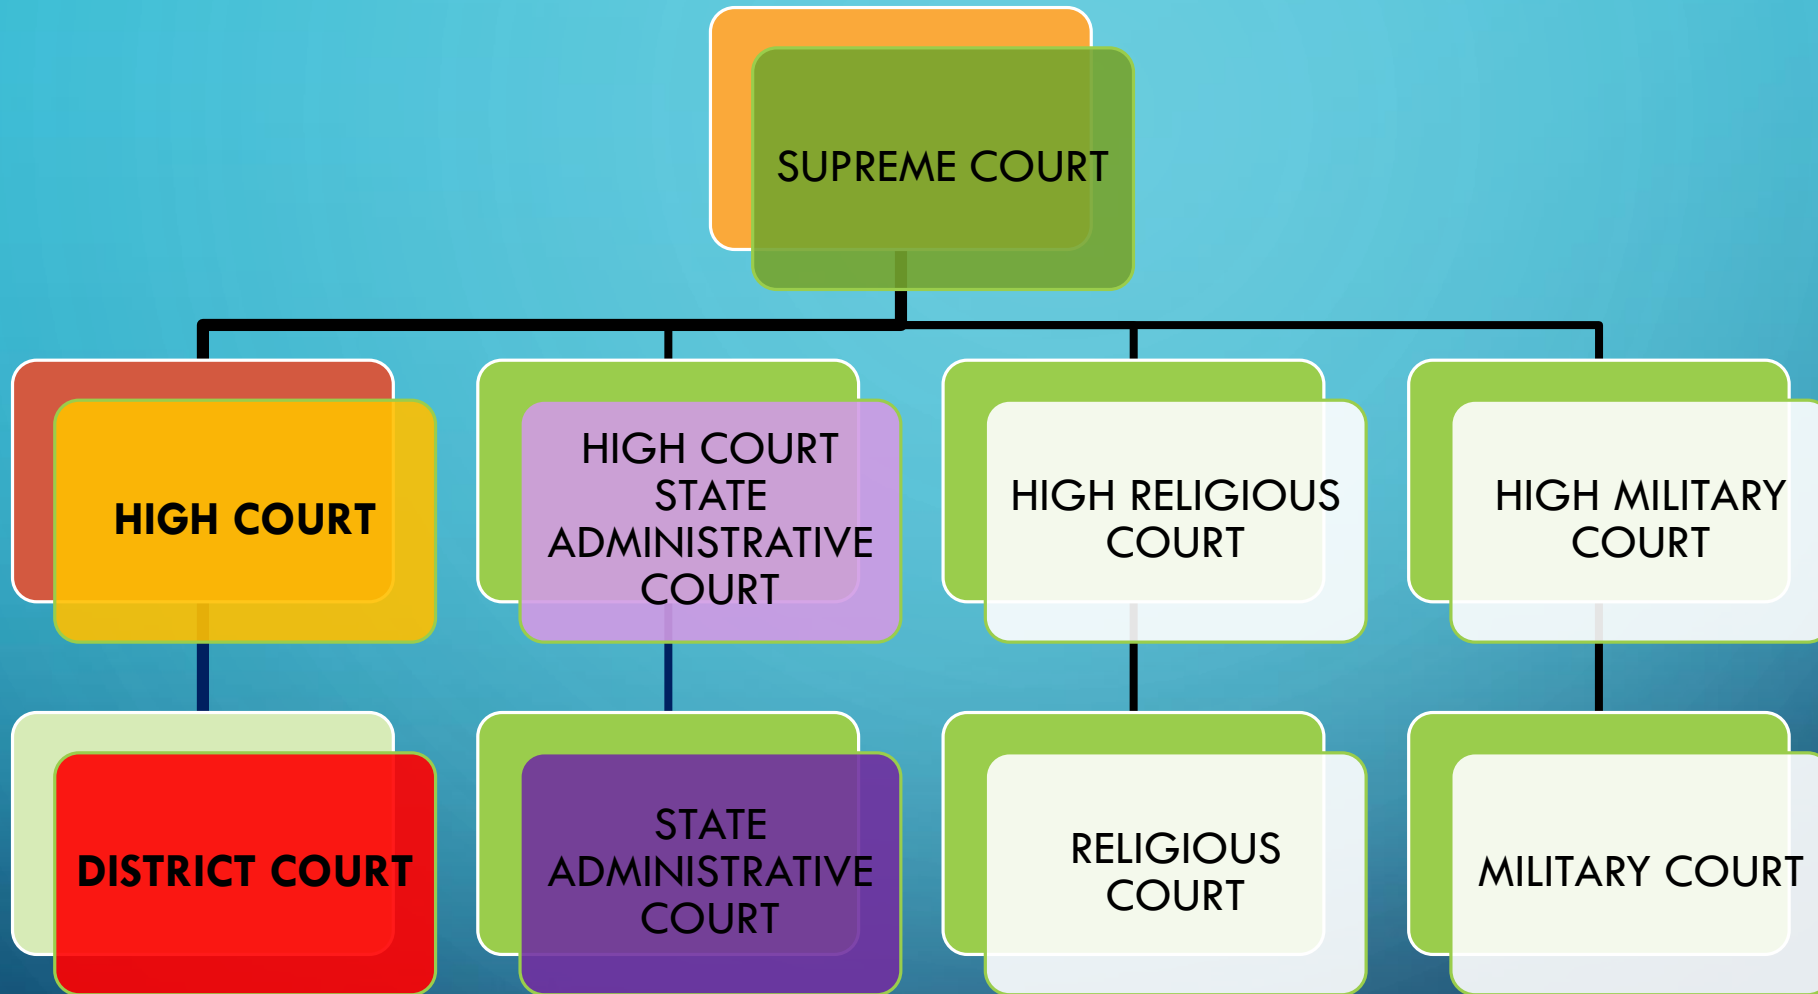 SUPREME COURT
HIGH COURT
HIGH COURT
STATE
ADMINISTRATIVE
COURT
HIGH RELIGIOUS
COURT
HIGH MILITARY
COURT
DISTRICT COURT
STATE
ADMINISTRATIVE
COURT
RELIGIOUS
COURT
MILITARY COURT